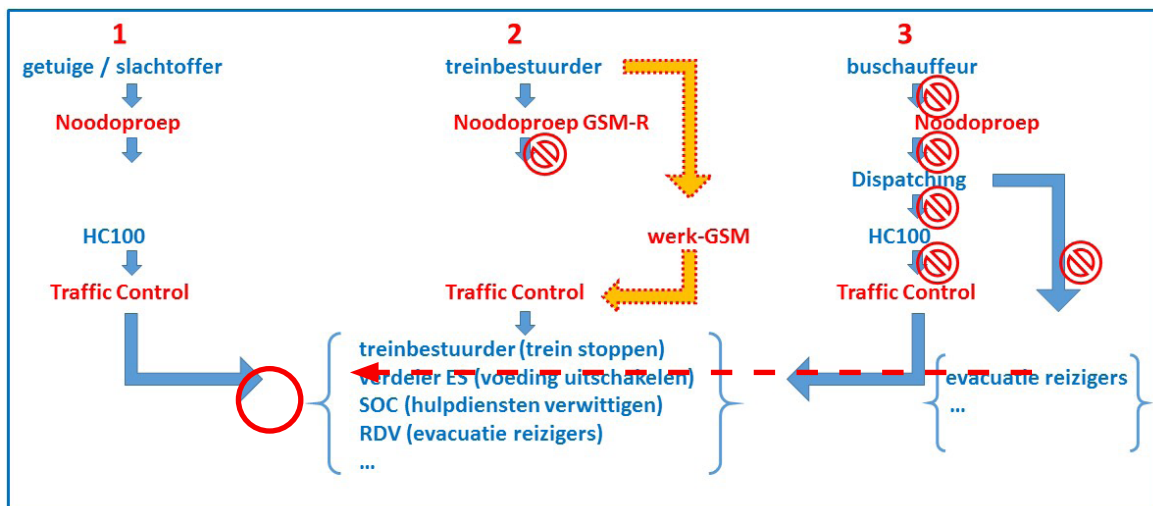 1
getuige / slachtoffer
Noodoproep
HC100
Traffic Control
2
treinbestuurder
Noodoproep GSM-R
werk-GSM
Traffic Control
treinbestuurder (trein stoppen)
verdeler ES (voeding uitschakelen)
SOC (hulpdiensten verwittigen)
RDV (evacuatie reizigers)
...
3
buschauffeur
Noodoproep
Dispatching
HC100
Traffic Control
evacuatie reizigers
...